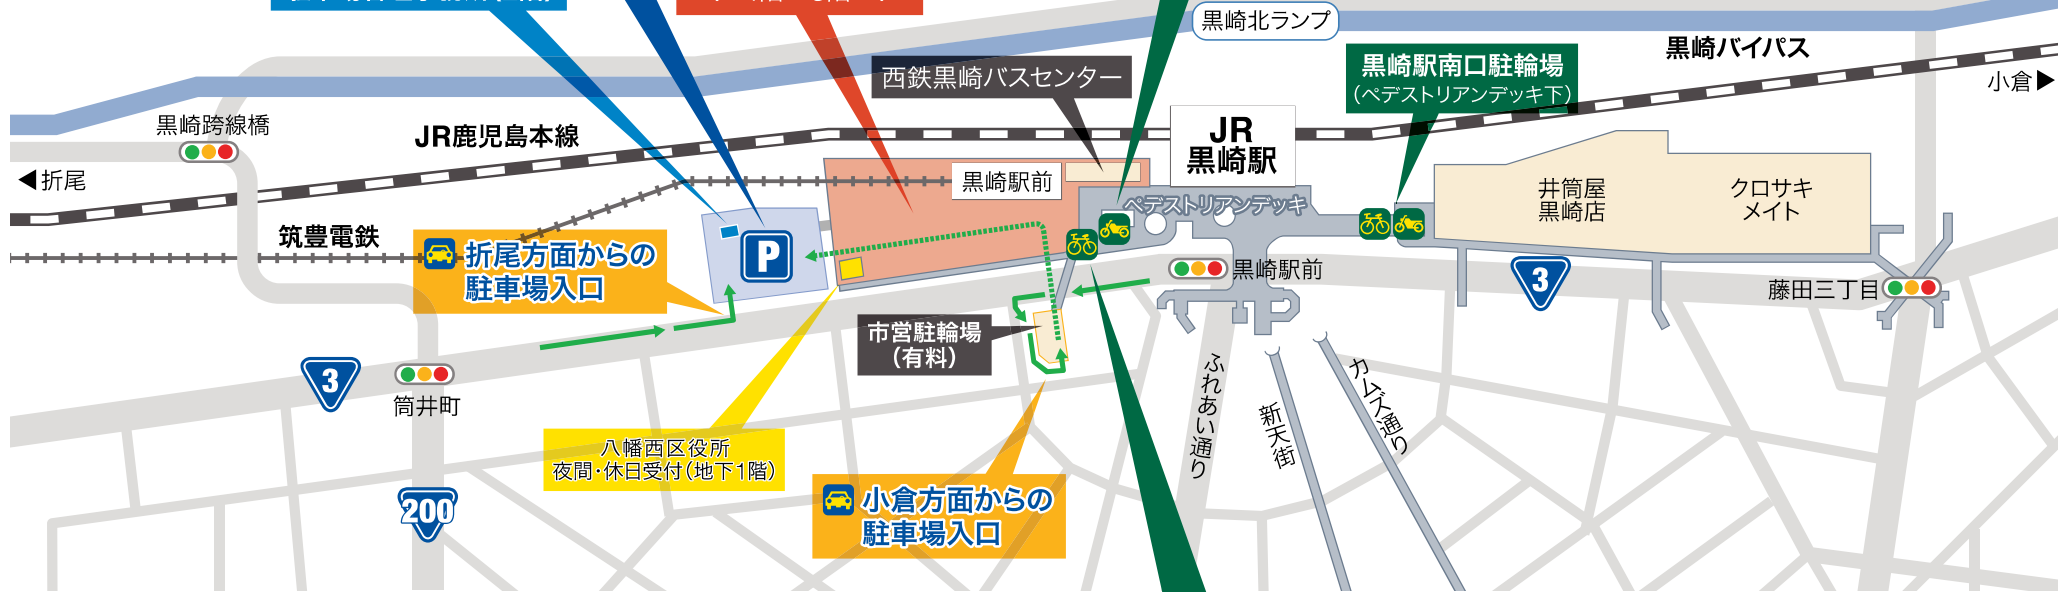 黒崎北ランプ
黒崎バイパス
小倉▶
黒崎駅南口駐輪場
（ペデストリアンデッキ下）
西鉄黒崎バスセンター
JR
黒崎駅
黒崎跨線橋
JR鹿児島本線
◀折尾
黒崎駅前
ペデストリアンデッキ
井筒屋
黒崎店
クロサキ
メイト
筑豊電鉄
折尾方面からの
駐車場入口
P
黒崎駅前
3
藤田三丁目
市営駐輪場
（有料）
3
筒井町
八幡西区役所
夜間・休日受付（地下1階）
200
小倉方面からの
駐車場入口
ふれあい通り
新天街
カムズ通り